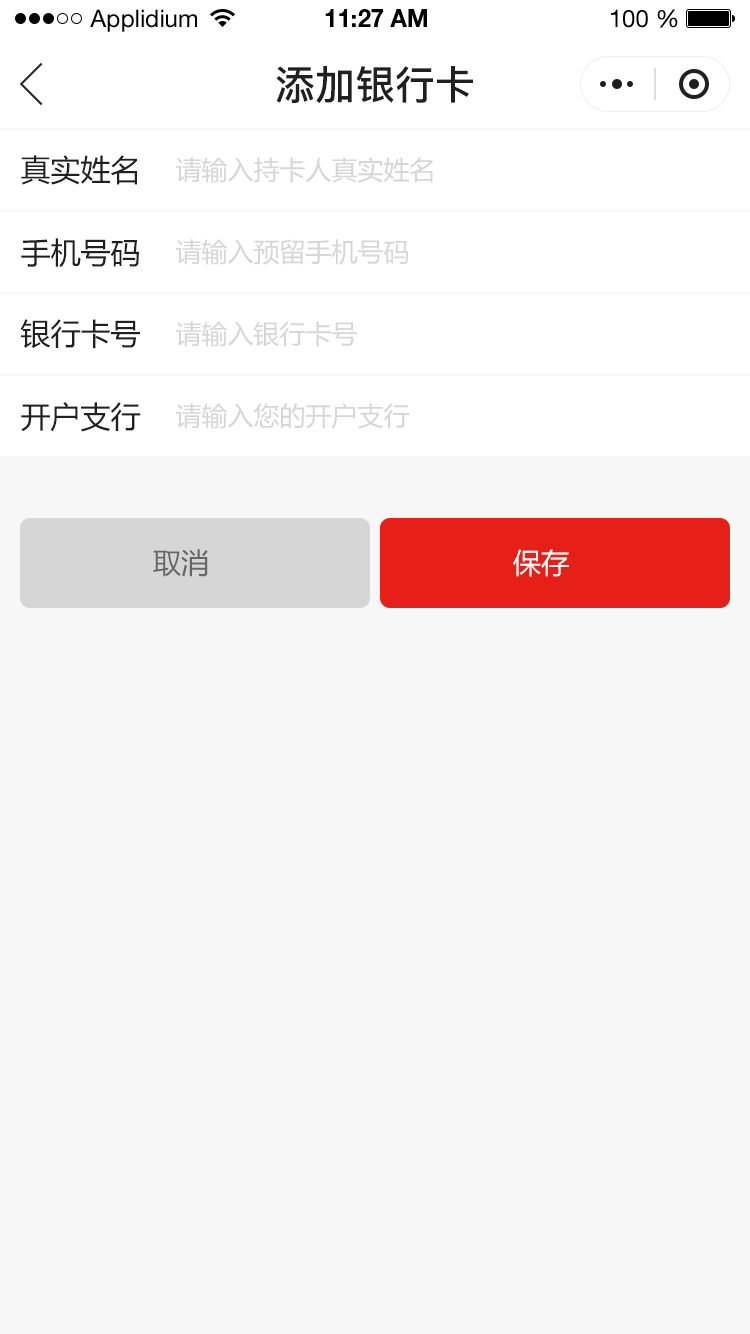 Applidium 11:27 AM 100 %
添加银行卡
真实姓名 请输入持卡人真实姓名
手机号码 请输入预留手机号码
银行卡号 请输入银行卡号
开户支行 请输入您的开户支行
取消 保存